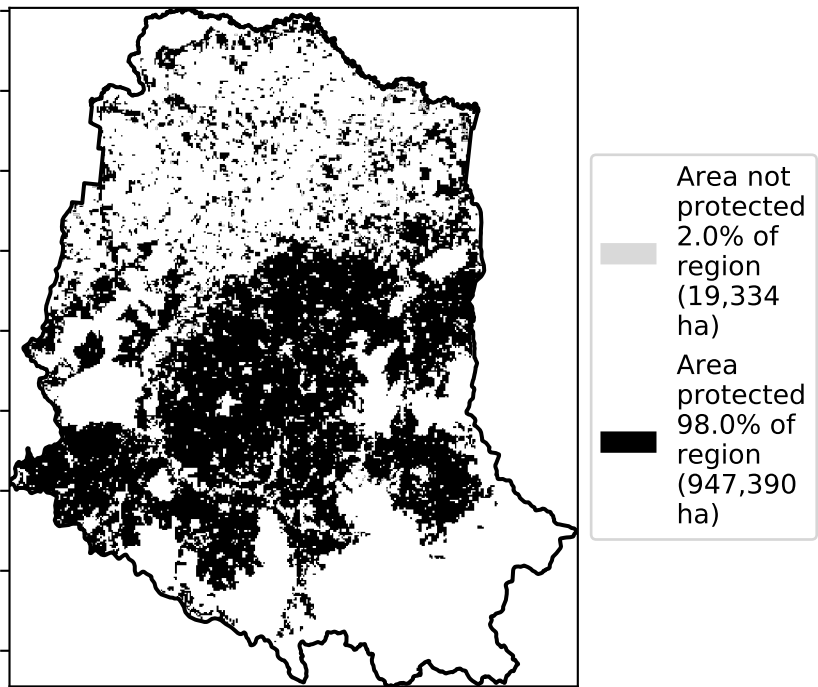 Area not
protected
2.0% of
region
(19,334
ha)
Area
protected
98.0% of
region
(947,390
ha)